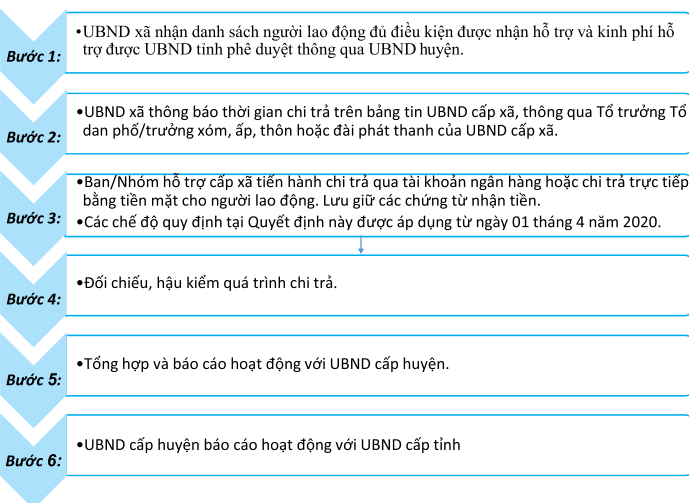 Bước 1:
•UBND xã nhận danh sách người lao động đủ điều kiện được nhận hỗ trợ và kinh phí hỗ
trợ được UBND tỉnh phê duyệt thông qua UBND huyện.
Bước 2:
•UBND xã thông báo thời gian chi trả trên bảng tin UBND cấp xã, thông qua Tổ trưởng Tổ
dan phố/trưởng xóm, ấp, thôn hoặc đài phát thanh của UBND cấp xã.
Bước 3:
•Ban/Nhóm hỗ trợ cấp xã tiến hành chi trả qua tài khoản ngân hàng hoặc chi trả trực tiếp
bằng tiền mặt cho người lao động. Lưu giữ các chứng từ nhận tiền.
•Các chế độ quy định tại Quyết định này được áp dụng từ ngày 01 tháng 4 năm 2020.
Bước 4:
•Đối chiếu, hậu kiểm quá trình chi trả.
Bước 5:
•Tổng hợp và báo cáo hoạt động với UBND cấp huyện.
Bước 6:
•UBND cấp huyện báo cáo hoạt động với UBND cấp tỉnh